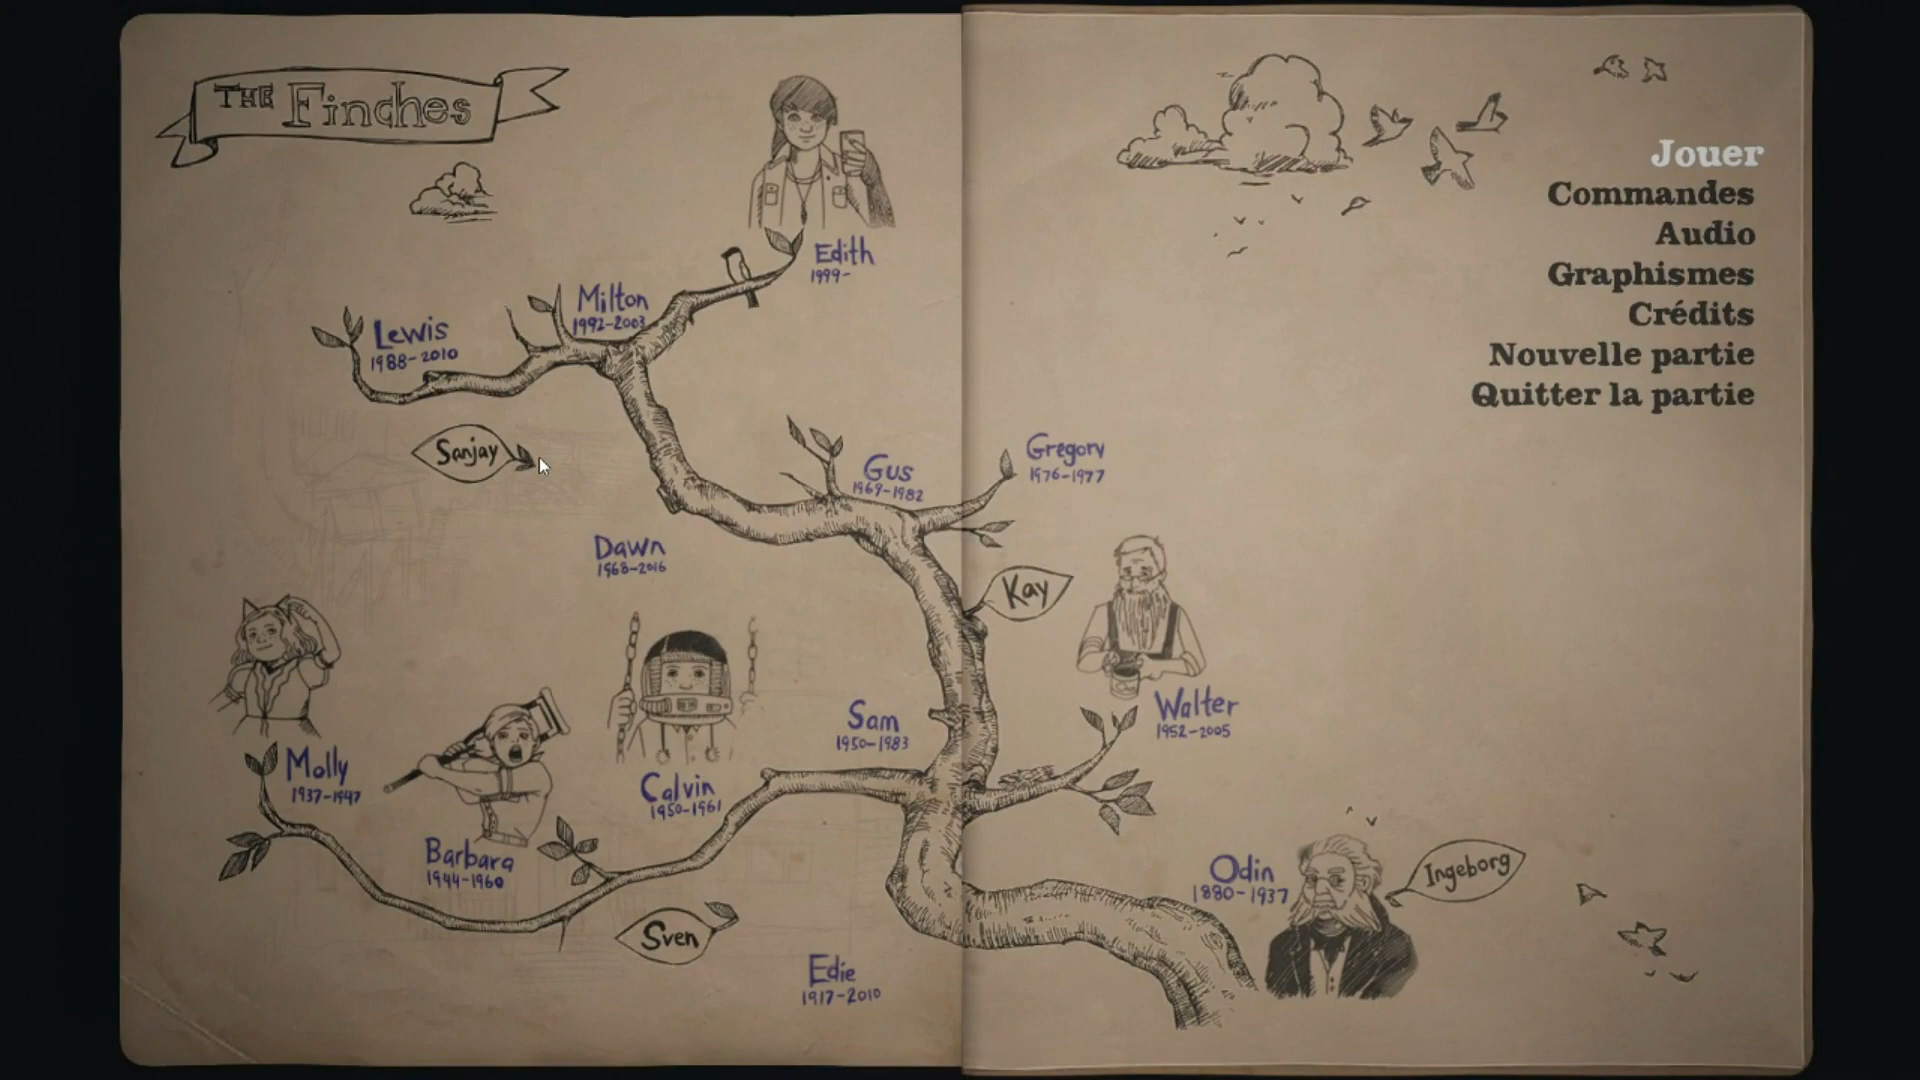 THE Finches
Edith
1999-
Milton
1992-2003
Lewis
1988-2010
Sanjay
Gus
1969-1982
Gregory
1976-1977
Dawn
1968-2016
Kay
Walter
1952-2005
Sam
1950-1983
Calvin
1950-1961
Molly
1937-1947
Barbara
1944-1960
Sven
Edie
1917-2010
Odin
1880-1937
Ingeborg
Jouer
Commandes
Audio
Graphismes
Crédits
Nouvelle partie
Quitter la partie